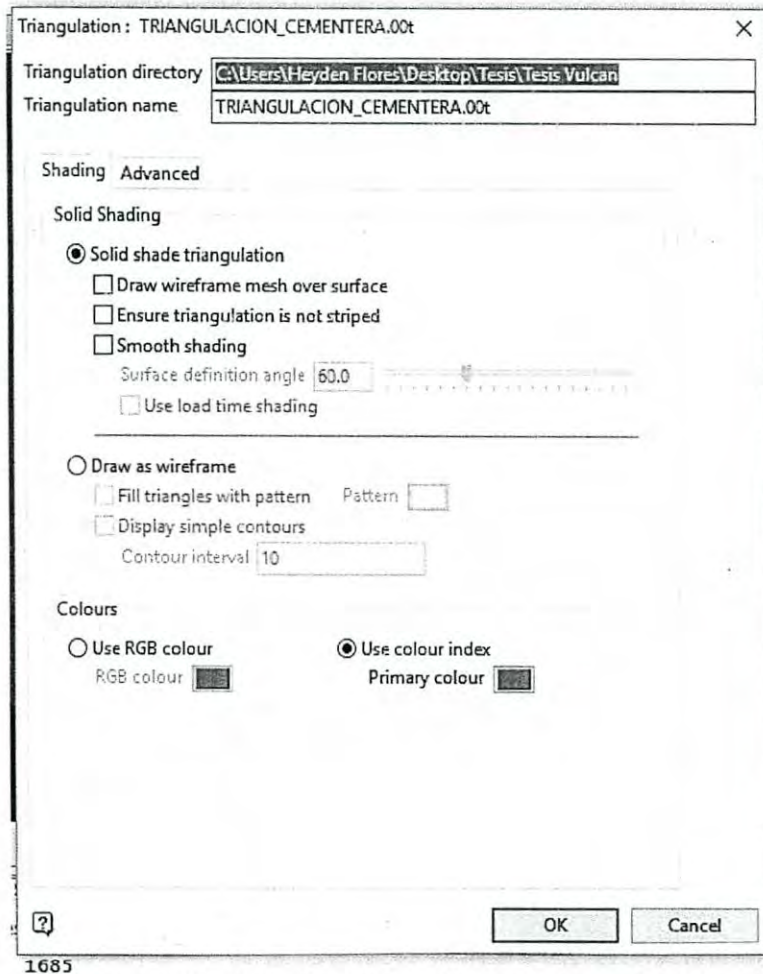 Triangulation : TRIANGULACION_CEMENTERA.00t
Triangulation directory C:\Users\Heyden Flores\Desktop\Tesis\Tesis Vulcan
Triangulation name TRIANGULACION_CEMENTERA.00t
Shading Advanced
Solid Shading
Solid shade triangulation
Draw wireframe mesh over surface
Ensure triangulation is not striped
Smooth shading
Surface definition angle 60.0
Use load time shading
Draw as wireframe
Fill triangles with pattern Pattern
Display simple contours
Contour interval 10
Colours
Use RGB colour Use colour index
RGB colour Primary colour
? OK Cancel
1685